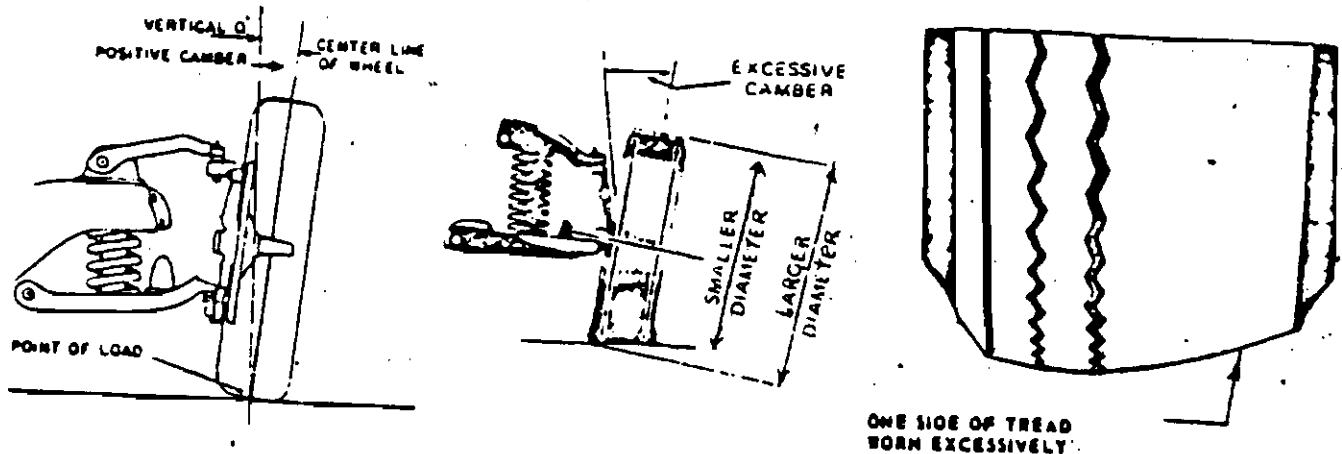 VERTICAL 0°
POSITIVE CAMBER
CENTER LINE
OF WHEEL
POINT OF LOAD
EXCESSIVE
CAMBER
SMALLER
DIAMETER
LARGER
DIAMETER
ONE SIDE OF TREAD
WORN EXCESSIVELY